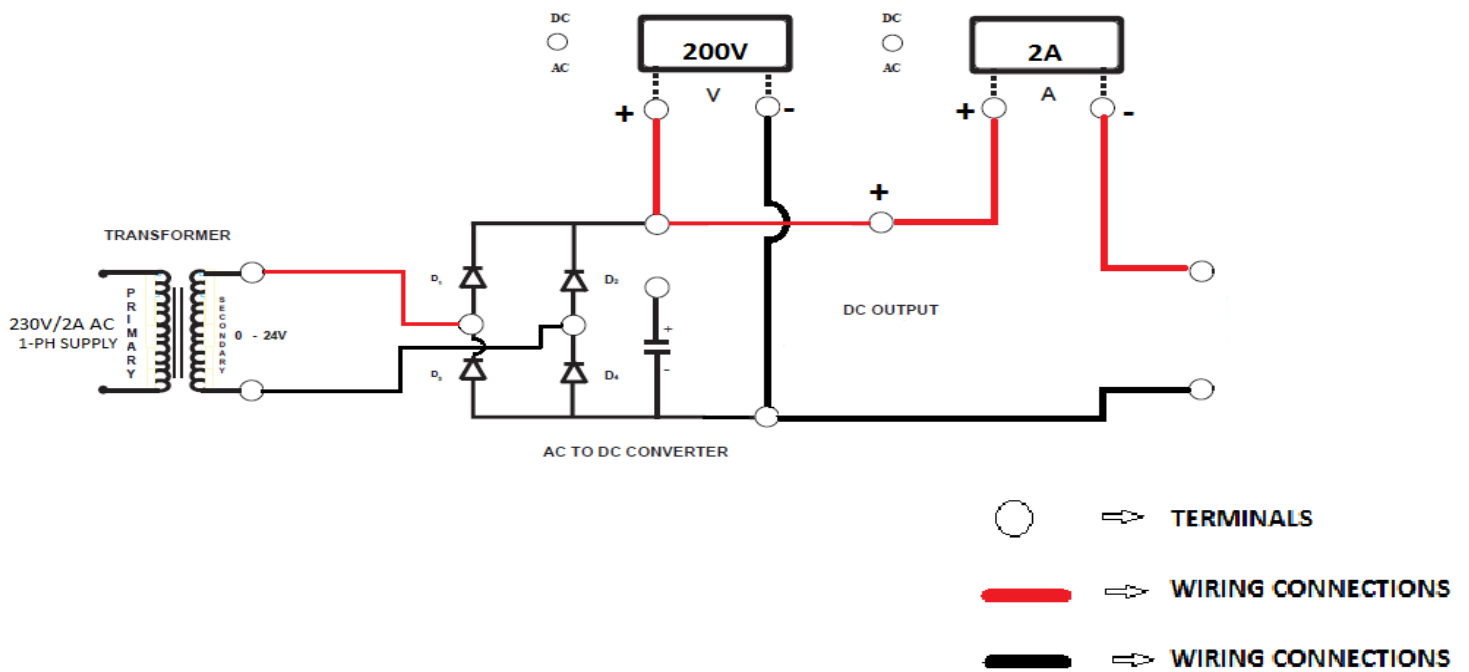 DC
AC
200V
+
V
-
DC
AC
2A
+
A
-
+
TRANSFORMER
PRIMARY
SECONDARY
230V/2A AC
1-PH SUPPLY
0 - 24V
D₁
D₂
D₃
D₄
+
-
DC OUTPUT
AC TO DC CONVERTER
TERMINALS
WIRING CONNECTIONS
WIRING CONNECTIONS